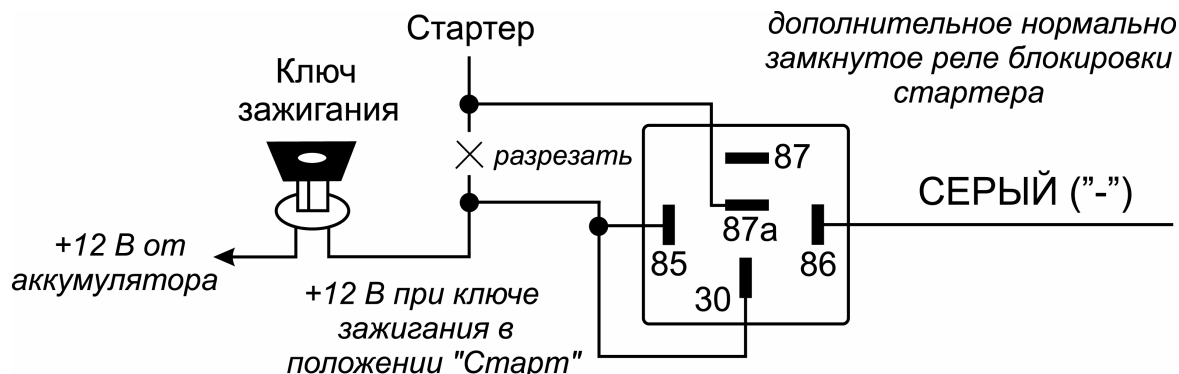 Стартер
Ключ
зажигания
дополнительное нормально
замкнутое реле блокировки
стартера
разрезать
87
87а
85
86
30
СЕРЫЙ ("-")
+12 В от
аккумулятора
+12 В при ключе
зажигания в
положении "Старт"